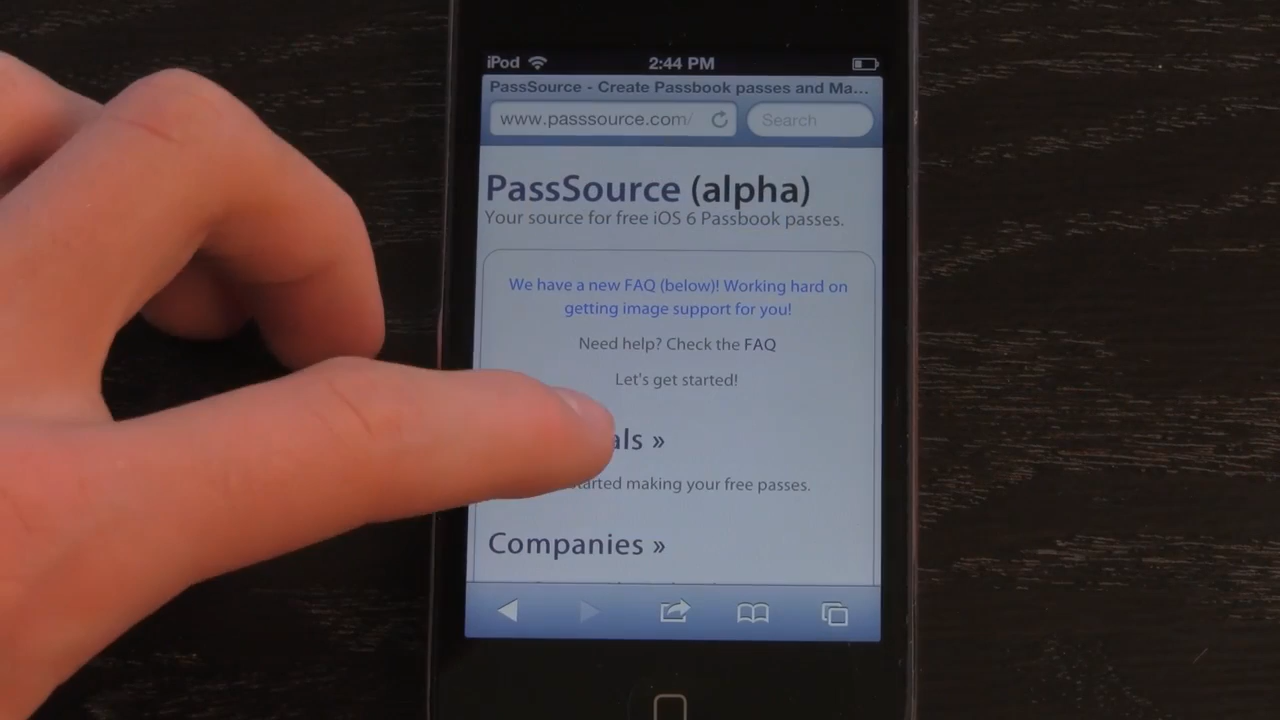 iPod 2:44 PM
PassSource - Create Passbook passes and Ma...
www.passsource.com/ Search
PassSource (alpha)
Your source for free iOS 6 Passbook passes.
We have a new FAQ (below)! Working hard on
getting image support for you!
Need help? Check the FAQ
Let's get started!
»
making your free passes.
Companies »